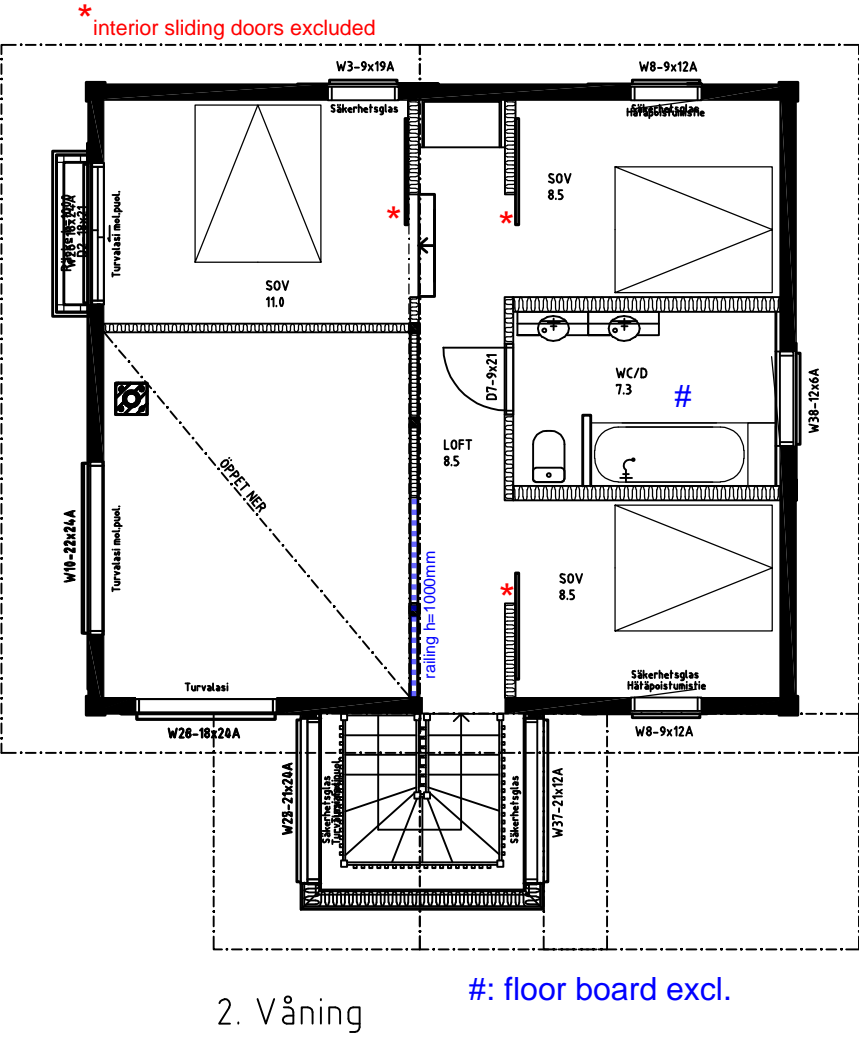 *interior sliding doors excluded
W3-9x19A
W8-9x12A
Säkerhetsglas
Säkerhetsglas
Hätäpoistumistie
SOV
8.5
*
*
Turvalasi mol.puol.
D2-18x21
SOV
11.0
D7-9x21
WC/D
7.3
#
W38-12x6A
LOFT
8.5
ÖPPET NER
W10-22x24A
Turvalasi mol.puol.
railing h=1000mm
SOV
8.5
*
Turvalasi
Säkerhetsglas
Hätäpoistumistie
W26-18x20A
W8-9x12A
Säkerhetsglas
Säkerhetsglas
W37-21x12A
#: floor board excl.
2. Våning